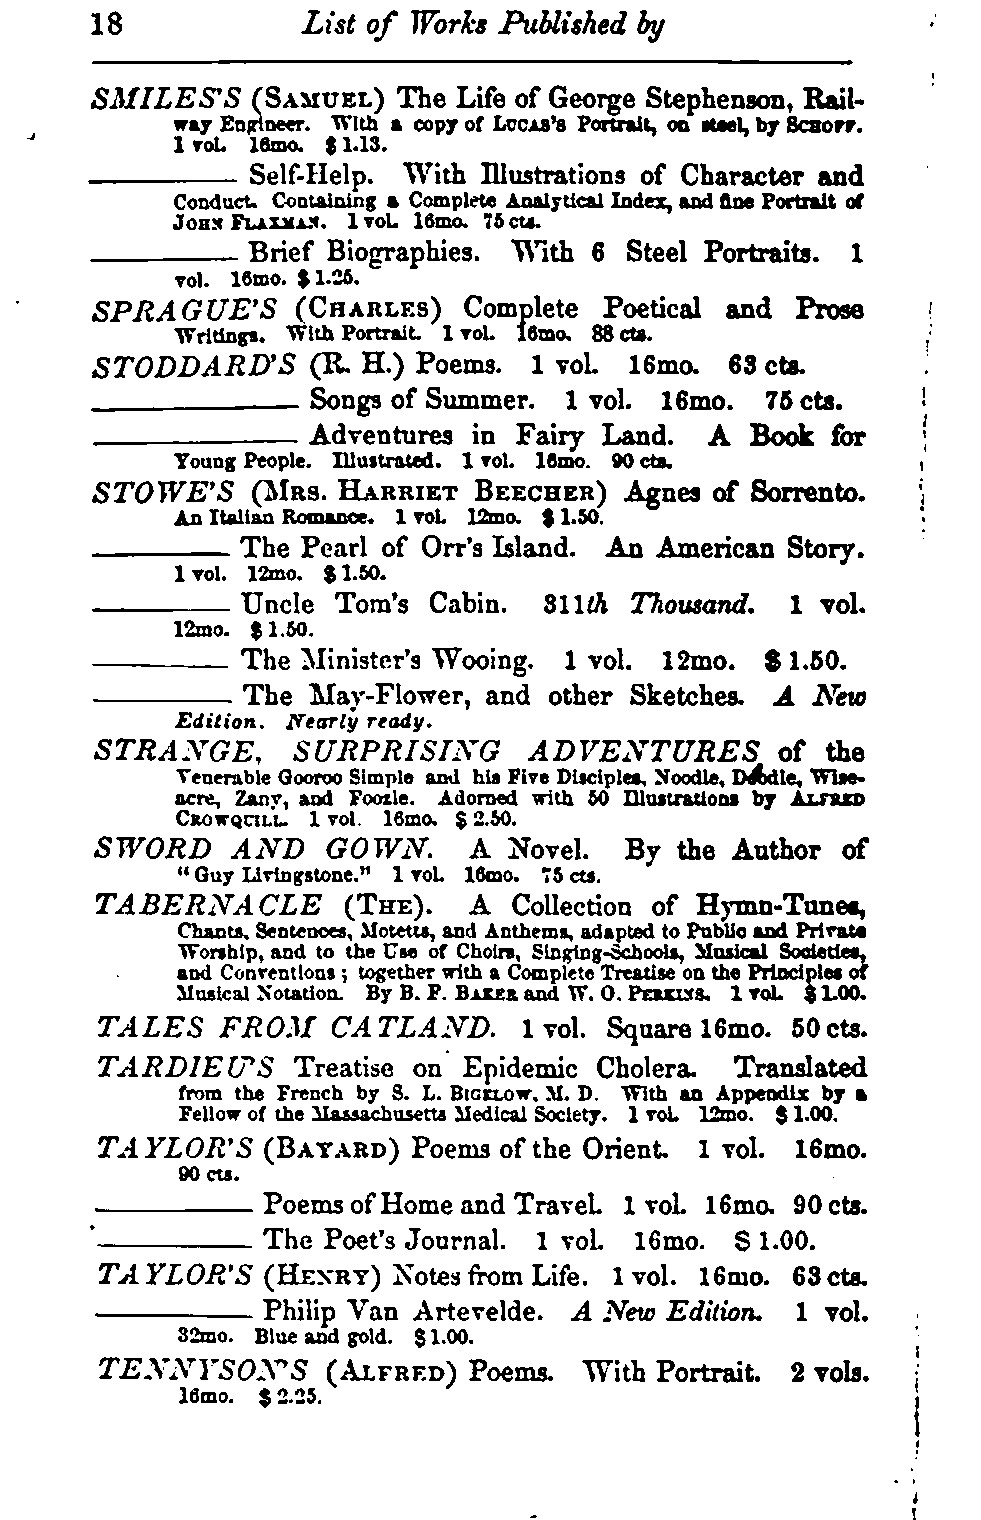 18 List of Works Published by
SMILES'S (SAMUEL) The Life of George Stephenson, Rail-
way Engineer. With a copy of LUCAS'S Portrait, on steel, by SCHOFF.
1 vol. 16mo. $1.13.
———— Self-Help. With Illustrations of Character and
Conduct. Containing a Complete Analytical Index, and fine Portrait of
JOHN FLAXMAN. 1 vol. 16mo. 75 cts.
———— Brief Biographies. With 6 Steel Portraits. 1
vol. 16mo. $1.25.
SPRAGUE'S (CHARLES) Complete Poetical and Prose
Writings. With Portrait. 1 vol. 16mo. 88 cts.
STODDARD'S (R. H.) Poems. 1 vol. 16mo. 63 cts.
———— Songs of Summer. 1 vol. 16mo. 75 cts.
———— Adventures in Fairy Land. A Book for
Young People. Illustrated. 1 vol. 16mo. 90 cts.
STOWE'S (MRS. HARRIET BEECHER) Agnes of Sorrento.
An Italian Romance. 1 vol. 12mo. $1.50.
———— The Pearl of Orr's Island. An American Story.
1 vol. 12mo. $1.50.
———— Uncle Tom's Cabin. 311th Thousand. 1 vol.
12mo. $1.50.
———— The Minister's Wooing. 1 vol. 12mo. $1.50.
———— The May-Flower, and other Sketches. A New
Edition. Nearly ready.
STRANGE, SURPRISING ADVENTURES of the
Venerable Gooroo Simple and his Five Disciples, Noodle, Doodle, Wise-
acre, Zany, and Foozle. Adorned with 50 Illustrations by ALFRED
CROWQUILL. 1 vol. 16mo. $2.50.
SWORD AND GOWN. A Novel. By the Author of
"Guy Livingstone." 1 vol. 16mo. 75 cts.
TABERNACLE (THE). A Collection of Hymn-Tunes,
Chants, Sentences, Motetts, and Anthems, adapted to Public and Private
Worship, and to the Use of Choirs, Singing-Schools, Musical Societies,
and Conventions; together with a Complete Treatise on the Principles of
Musical Notation. By B. F. BAKER and W. O. PERKINS. 1 vol. $1.00.
TALES FROM CATLAND. 1 vol. Square 16mo. 50 cts.
TARDIEU'S Treatise on Epidemic Cholera. Translated
from the French by S. L. BIGELOW, M. D. With an Appendix by a
Fellow of the Massachusetts Medical Society. 1 vol. 12mo. $1.00.
TAYLOR'S (BAYARD) Poems of the Orient. 1 vol. 16mo.
90 cts.
———— Poems of Home and Travel. 1 vol. 16mo. 90 cts.
———— The Poet's Journal. 1 vol. 16mo. $1.00.
TAYLOR'S (HENRY) Notes from Life. 1 vol. 16mo. 63 cts.
———— Philip Van Artevelde. A New Edition. 1 vol.
32mo. Blue and gold. $1.00.
TENNYSON'S (ALFRED) Poems. With Portrait. 2 vols.
16mo. $2.25.